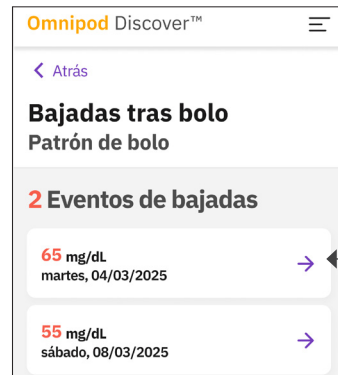 Omnipod Discover™
Atrás
Bajadas tras bolo
Patrón de bolo
2 Eventos de bajadas
65 mg/dL
martes, 04/03/2025
55 mg/dL
sábado, 08/03/2025